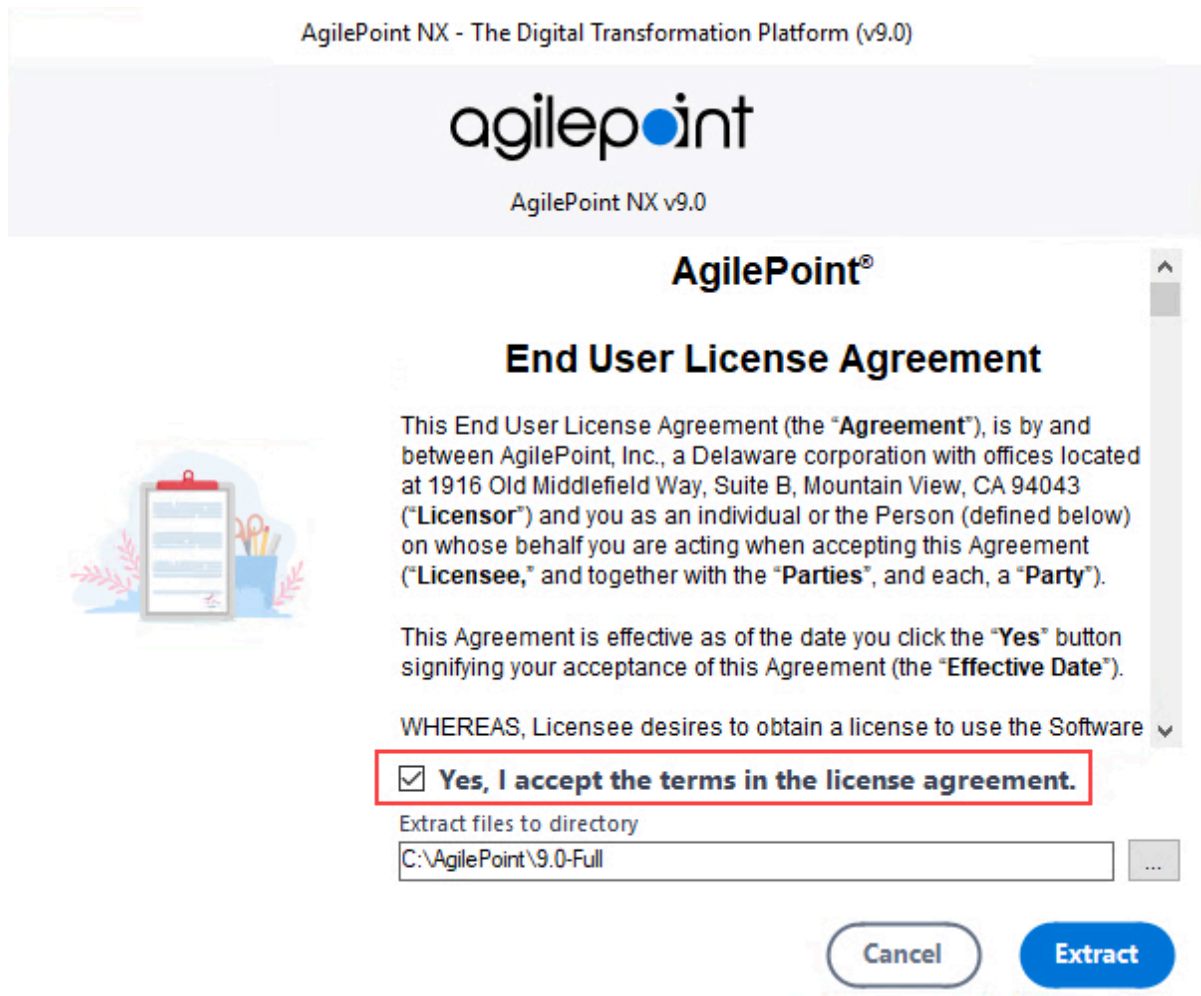 AgilePoint NX - The Digital Transformation Platform (v9.0)
agilepoint
AgilePoint NX v9.0
AgilePoint®
End User License Agreement
This End User License Agreement (the “Agreement”), is by and
between AgilePoint, Inc., a Delaware corporation with offices located
at 1916 Old Middlefield Way, Suite B, Mountain View, CA 94043
(“Licensor”) and you as an individual or the Person (defined below)
on whose behalf you are acting when accepting this Agreement
(“Licensee,” and together with the “Parties”, and each, a “Party”).
This Agreement is effective as of the date you click the “Yes” button
signifying your acceptance of this Agreement (the “Effective Date”).
WHEREAS, Licensee desires to obtain a license to use the Software
Yes, I accept the terms in the license agreement.
Extract files to directory
C:\AgilePoint\9.0-Full
...
Cancel
Extract